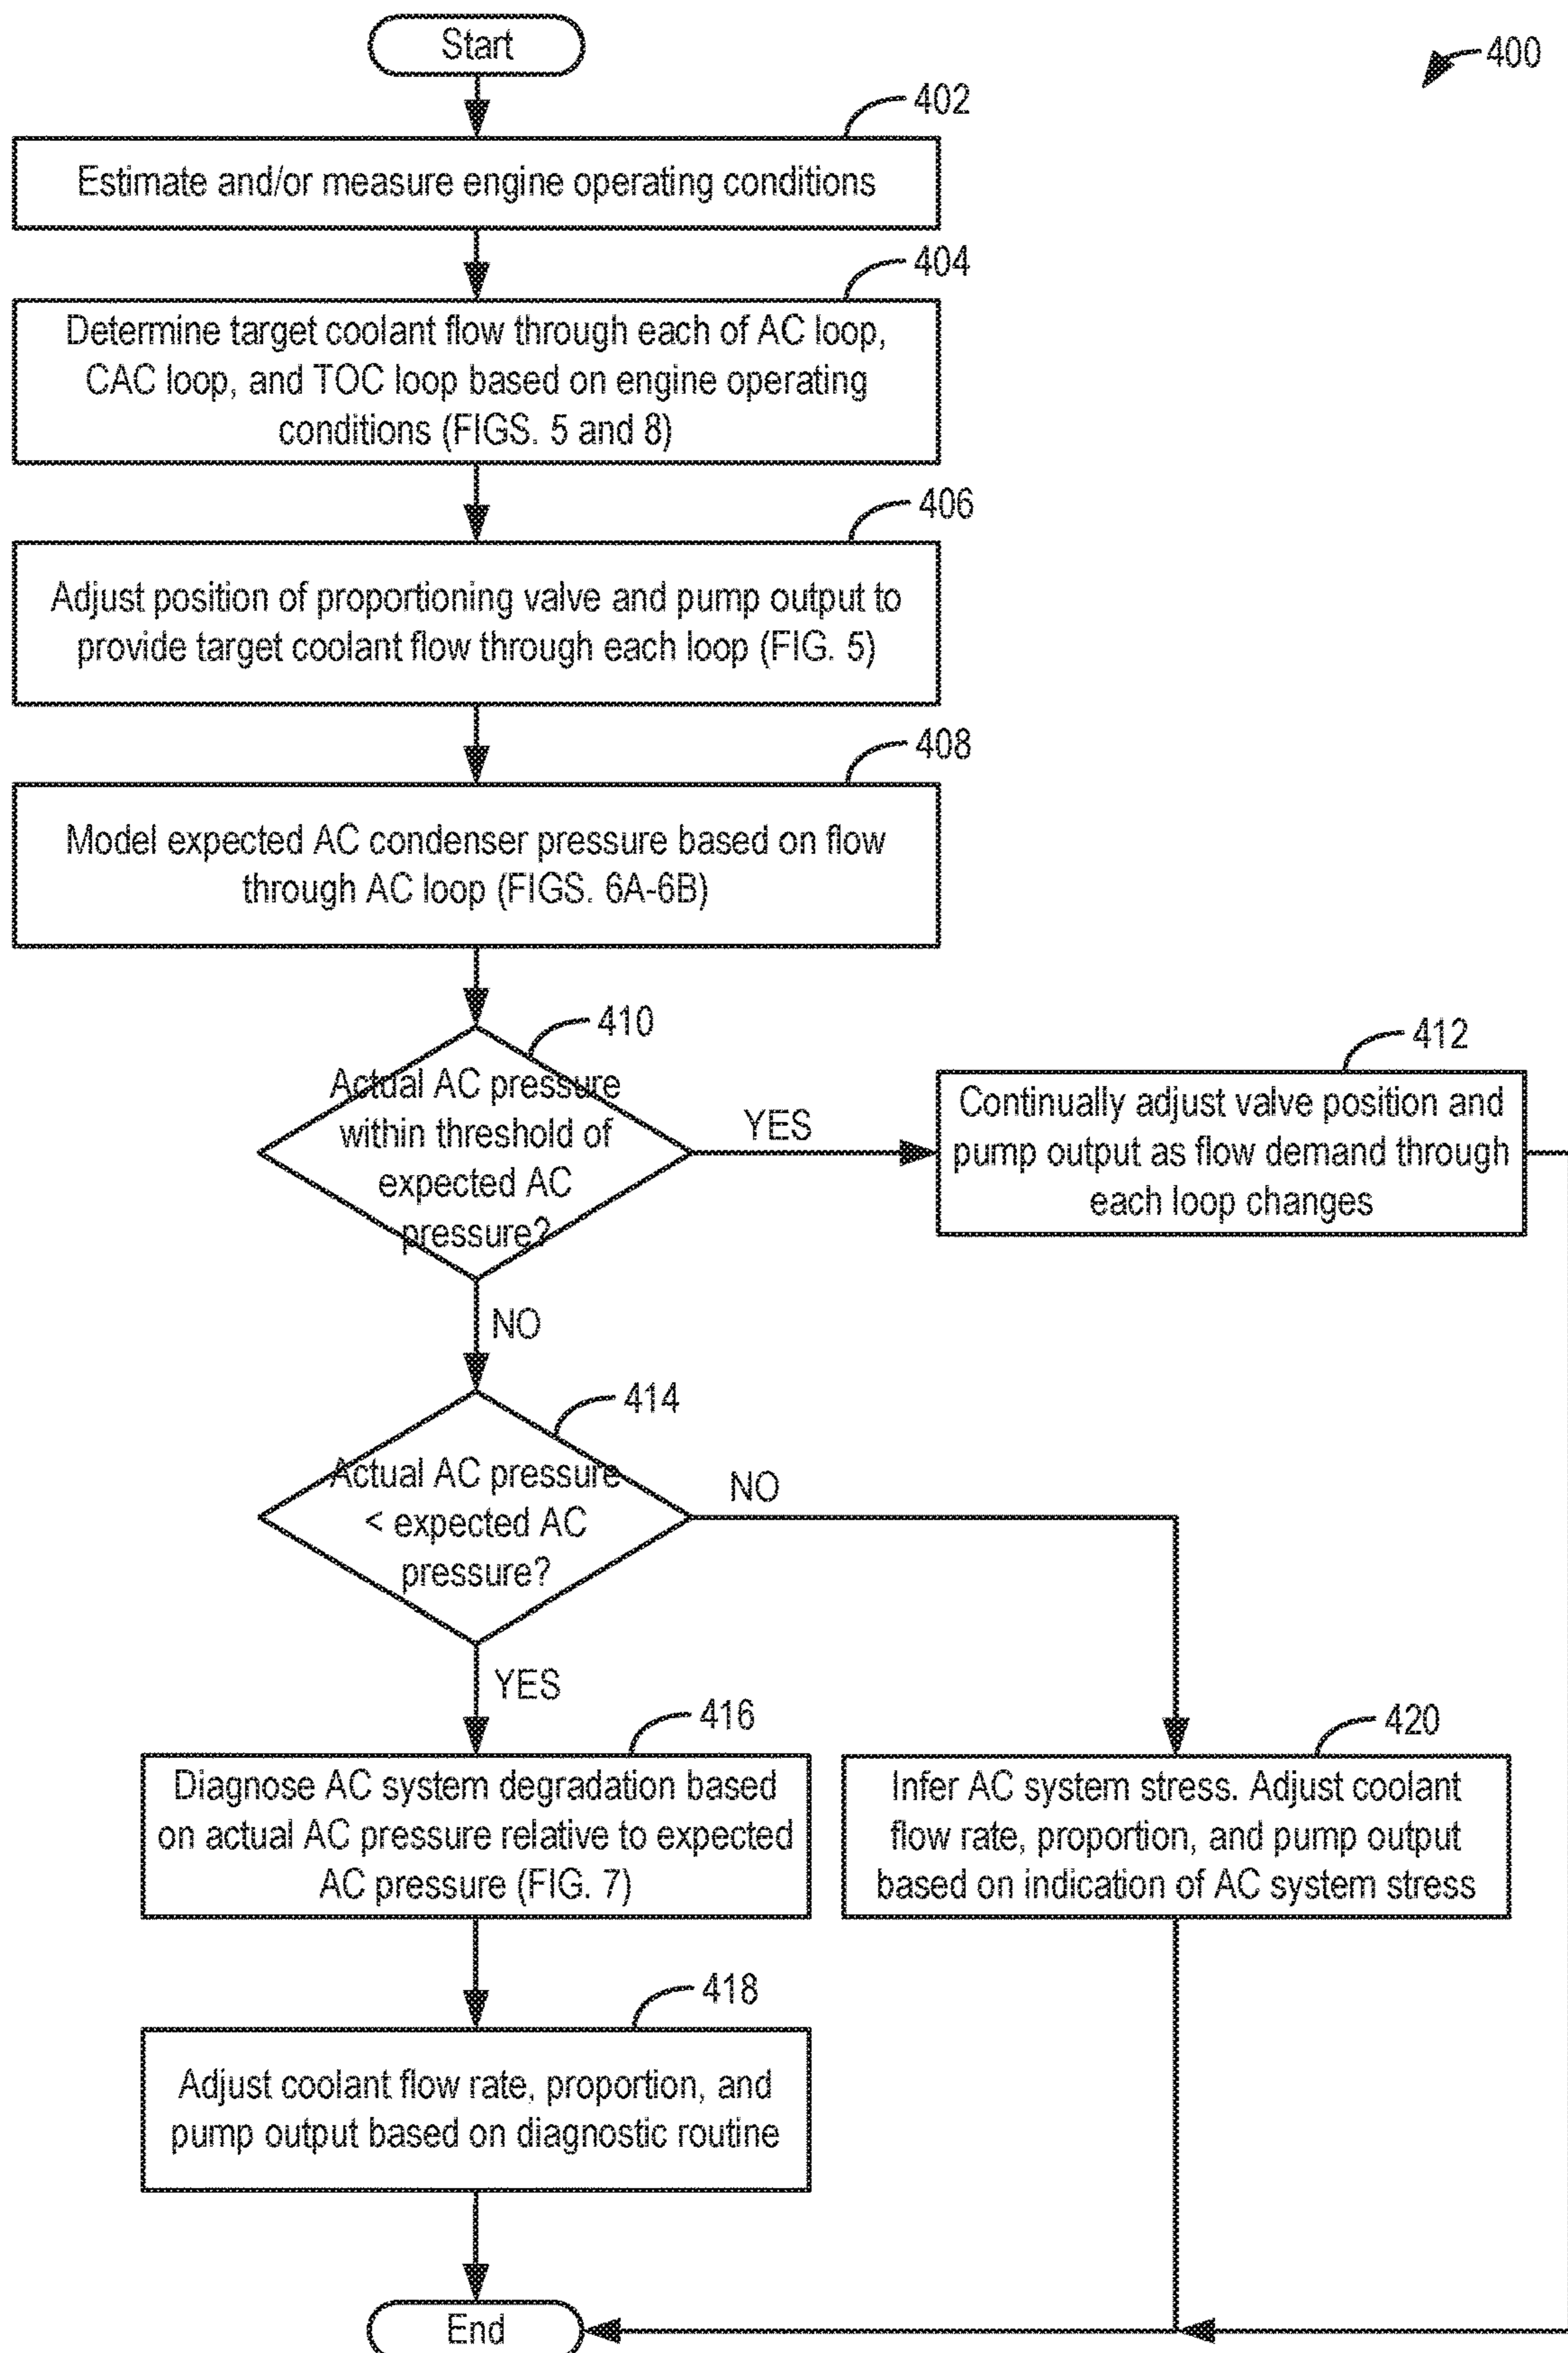 Start
400
402
Estimate and/or measure engine operating conditions
404
Determine target coolant flow through each of AC loop,
CAC loop, and TOC loop based on engine operating
conditions (FIGS. 5 and 8)
406
Adjust position of proportioning valve and pump output to
provide target coolant flow through each loop (FIG. 5)
408
Model expected AC condenser pressure based on flow
through AC loop (FIGS. 6A-6B)
410
Actual AC pressure
within threshold of
expected AC
pressure?
YES
412
Continually adjust valve position and
pump output as flow demand through
each loop changes
NO
414
Actual AC pressure
< expected AC
pressure?
NO
YES
416
Diagnose AC system degradation based
on actual AC pressure relative to expected
AC pressure (FIG. 7)
420
Infer AC system stress. Adjust coolant
flow rate, proportion, and pump output
based on indication of AC system stress
418
Adjust coolant flow rate, proportion, and
pump output based on diagnostic routine
End